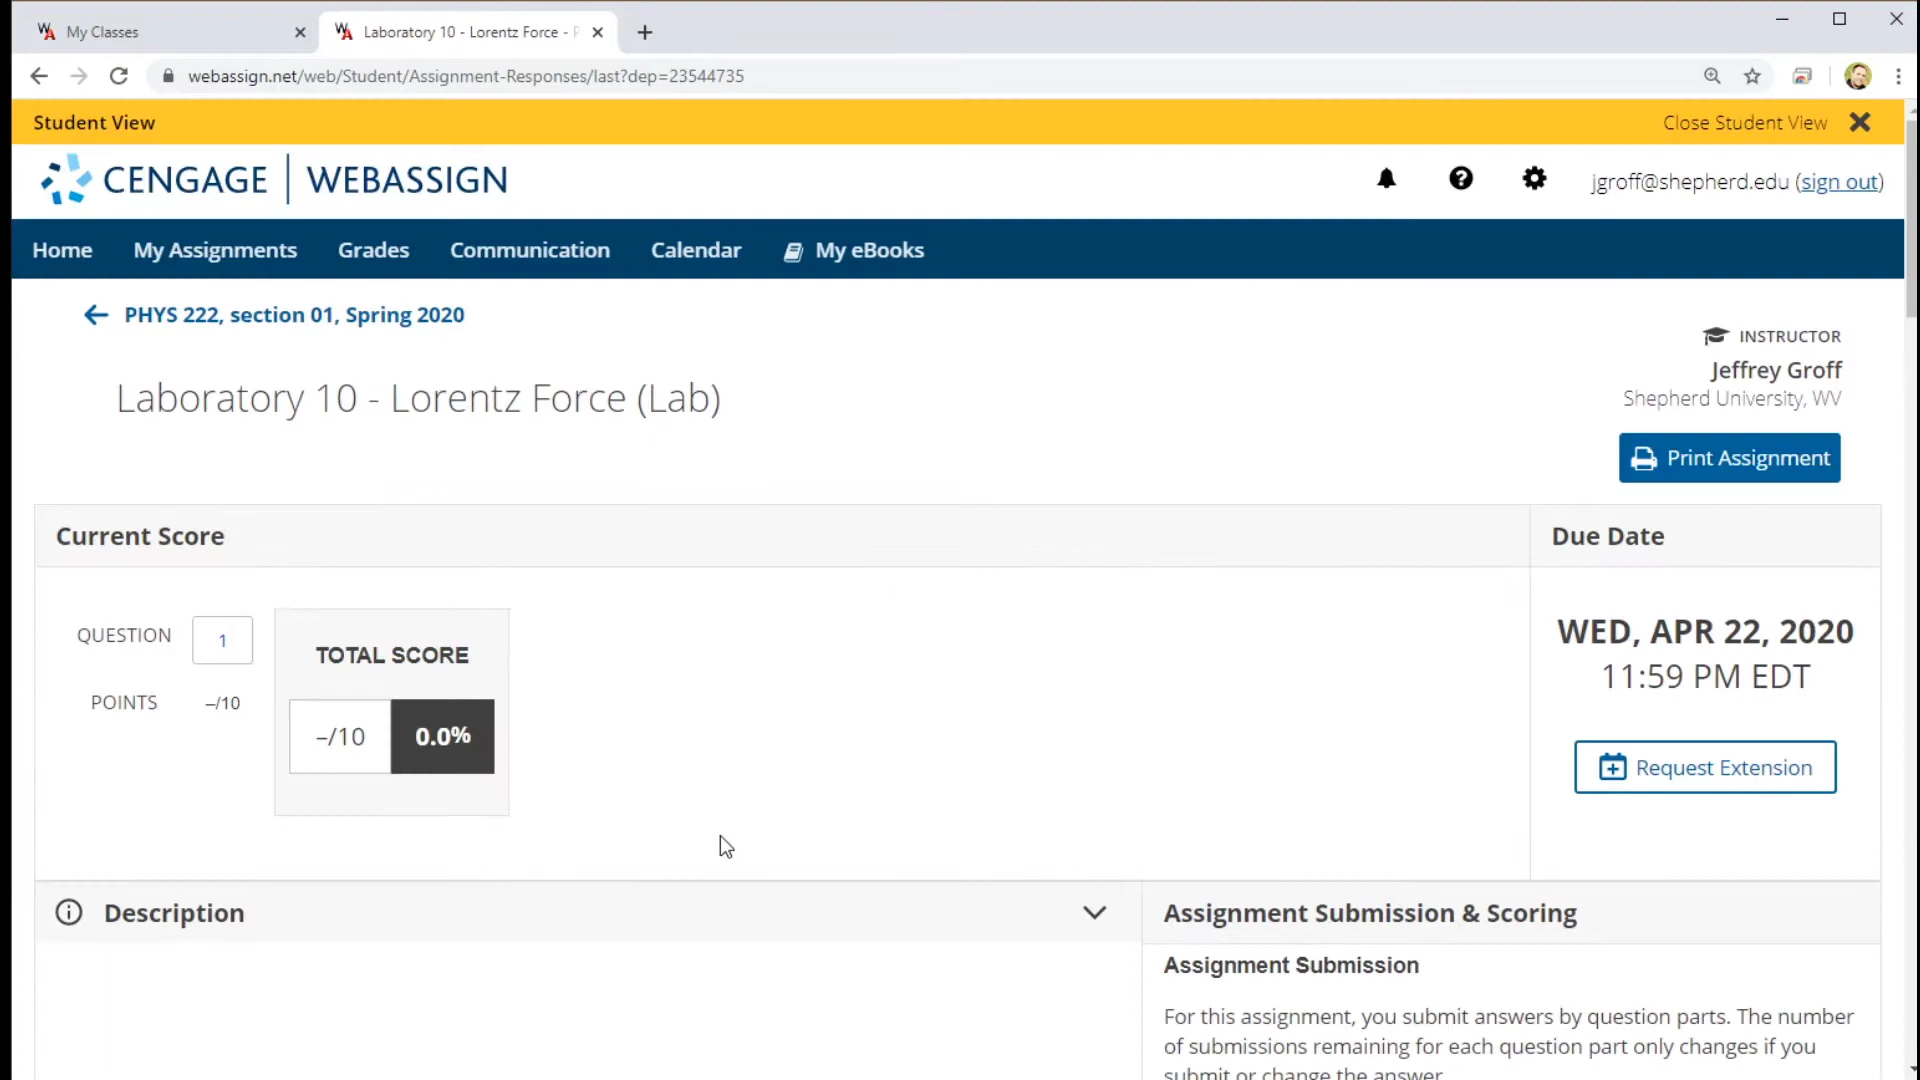 My Classes
Laboratory 10 - Lorentz Force - P
webassign.net/web/Student/Assignment-Responses/last?dep=23544735
Student View
Close Student View
CENGAGE | WEBASSIGN
jgroff@shepherd.edu (sign out)
Home My Assignments Grades Communication Calendar My eBooks
PHYS 222, section 01, Spring 2020
INSTRUCTOR
Jeffrey Groff
Shepherd University, WV
Laboratory 10 - Lorentz Force (Lab)
Print Assignment
Current Score
Due Date
QUESTION 1
POINTS –/10
TOTAL SCORE
–/10 0.0%
WED, APR 22, 2020
11:59 PM EDT
Request Extension
Description
Assignment Submission & Scoring
Assignment Submission
For this assignment, you submit answers by question parts. The number
of submissions remaining for each question part only changes if you
submit or change the answer.